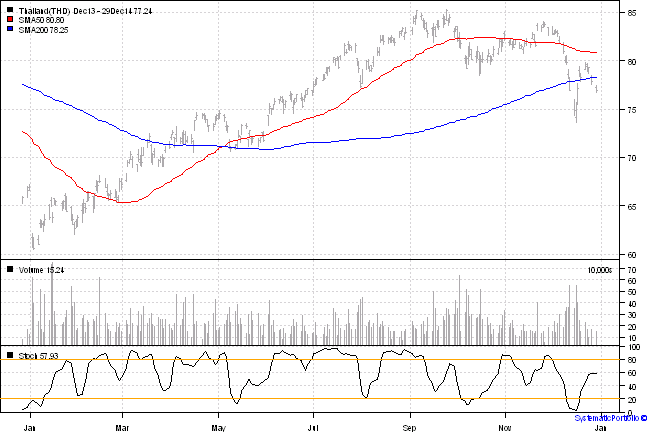 Thailand(THD) Dec13 - 29Dec14 77.24
SMA50 80.80
SMA200 78.25
85
80
75
70
65
60
Volume 15.24
10,000s
70
60
50
40
30
20
10
Stoch 57.93
100
80
60
40
20
0
Jan Mar May Jul Sep Nov Jan
SystematicPortfolio ©